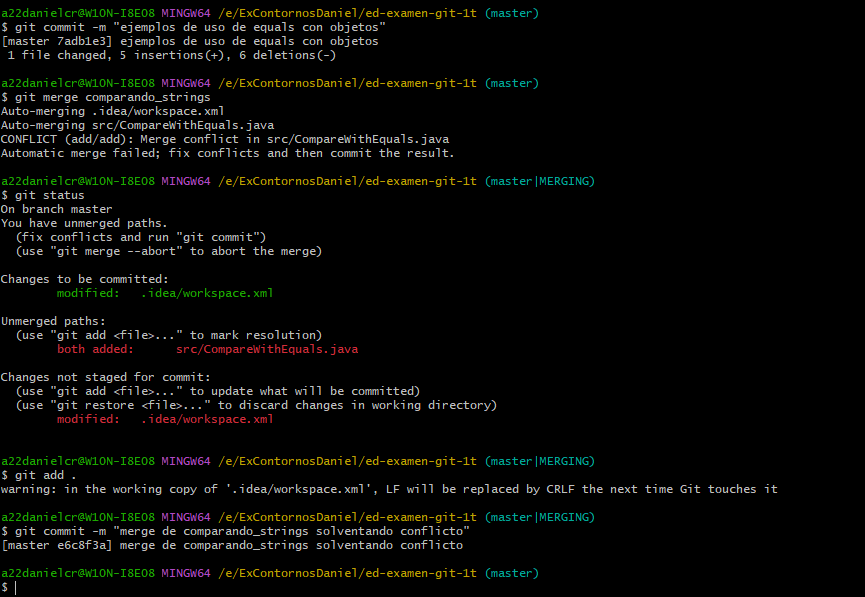 a22danielcr@W10N-I8E08 MINGW64 /e/ExContornosDaniel/ed-examen-git-1t (master)
$ git commit -m "ejemplos de uso de equals con objetos"
[master 7adb1e3] ejemplos de uso de equals con objetos
 1 file changed, 5 insertions(+), 6 deletions(-)

a22danielcr@W10N-I8E08 MINGW64 /e/ExContornosDaniel/ed-examen-git-1t (master)
$ git merge comparando_strings
Auto-merging .idea/workspace.xml
Auto-merging src/CompareWithEquals.java
CONFLICT (add/add): Merge conflict in src/CompareWithEquals.java
Automatic merge failed; fix conflicts and then commit the result.

a22danielcr@W10N-I8E08 MINGW64 /e/ExContornosDaniel/ed-examen-git-1t (master|MERGING)
$ git status
On branch master
You have unmerged paths.
  (fix conflicts and run "git commit")
  (use "git merge --abort" to abort the merge)

Changes to be committed:
        modified:   .idea/workspace.xml

Unmerged paths:
  (use "git add <file>..." to mark resolution)
        both added:      src/CompareWithEquals.java

Changes not staged for commit:
  (use "git add <file>..." to update what will be committed)
  (use "git restore <file>..." to discard changes in working directory)
        modified:   .idea/workspace.xml

a22danielcr@W10N-I8E08 MINGW64 /e/ExContornosDaniel/ed-examen-git-1t (master|MERGING)
$ git add .
warning: in the working copy of '.idea/workspace.xml', LF will be replaced by CRLF the next time Git touches it

a22danielcr@W10N-I8E08 MINGW64 /e/ExContornosDaniel/ed-examen-git-1t (master|MERGING)
$ git commit -m "merge de comparando_strings solventando conflicto"
[master e6c8f3a] merge de comparando_strings solventando conflicto

a22danielcr@W10N-I8E08 MINGW64 /e/ExContornosDaniel/ed-examen-git-1t (master)
$